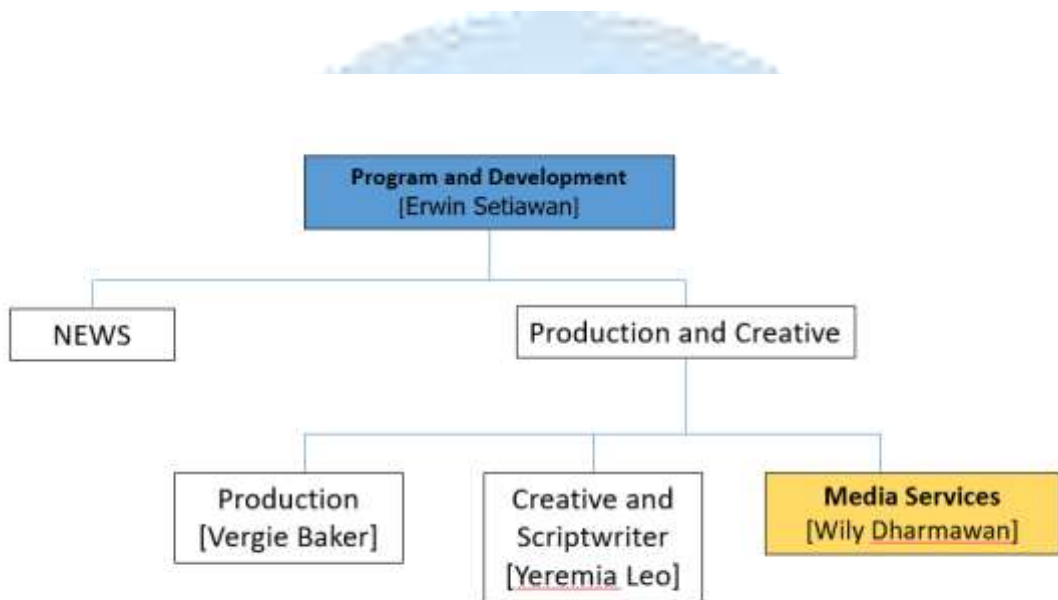 Program and Development
[Erwin Setiawan]
NEWS
Production and Creative
Production
[Vergie Baker]
Creative and
Scriptwriter
[Yeremia Leo]
Media Services
[Wily Dharmawan]